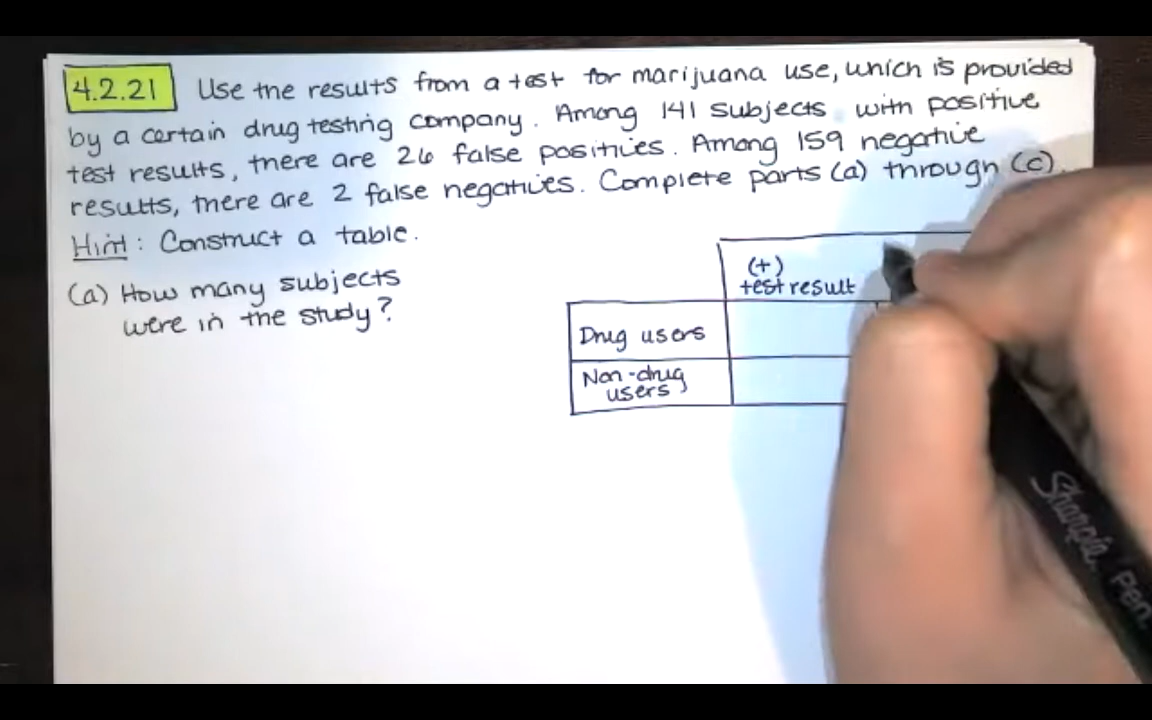 4.2.21 Use the results from a test for marijuana use, which is provided
by a certain drug testing company. Among 141 subjects with positive
test results, there are 26 false positives. Among 159 negative
results, there are 2 false negatives. Complete parts (a) through (c).
Hint: Construct a table.
(a) How many subjects
were in the study?
(+)
test result
Drug users
Non-drug
users
Sharpie PEN